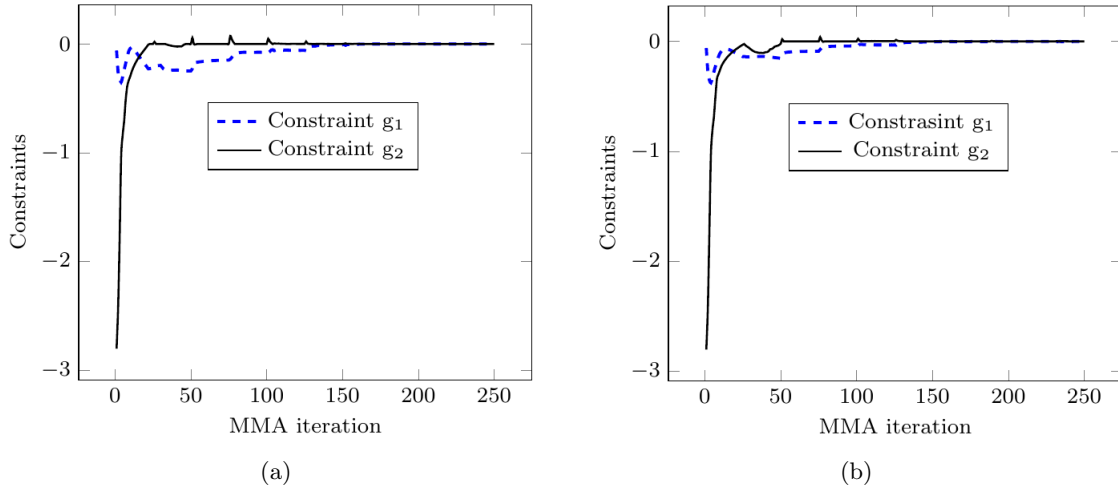 0
−1
−2
−3
Constraints
Constraint g₁
Constraint g₂
0 50 100 150 200 250
MMA iteration
(a)
0
−1
−2
−3
Constraints
Constrasint g₁
Constraint g₂
0 50 100 150 200 250
MMA iteration
(b)